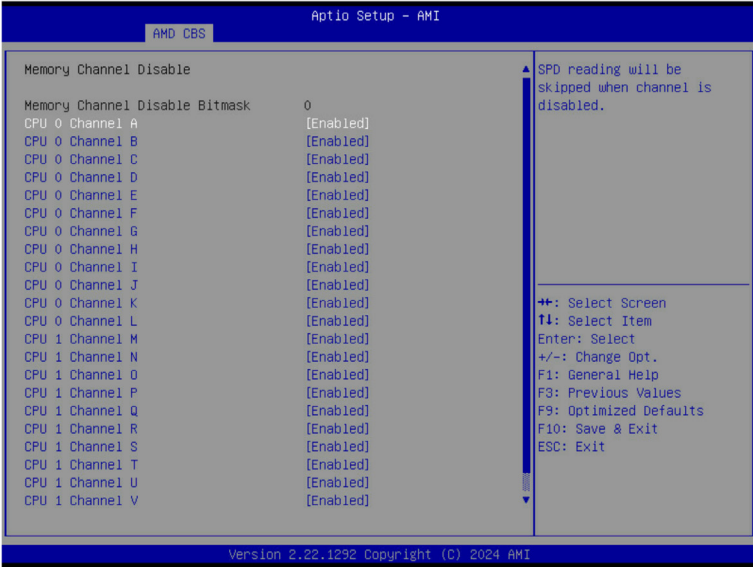 Aptio Setup - AMI
AMD CBS
Memory Channel Disable
Memory Channel Disable Bitmask 0
CPU 0 Channel A [Enabled]
CPU 0 Channel B [Enabled]
CPU 0 Channel C [Enabled]
CPU 0 Channel D [Enabled]
CPU 0 Channel E [Enabled]
CPU 0 Channel F [Enabled]
CPU 0 Channel G [Enabled]
CPU 0 Channel H [Enabled]
CPU 0 Channel I [Enabled]
CPU 0 Channel J [Enabled]
CPU 0 Channel K [Enabled]
CPU 0 Channel L [Enabled]
CPU 1 Channel M [Enabled]
CPU 1 Channel N [Enabled]
CPU 1 Channel O [Enabled]
CPU 1 Channel P [Enabled]
CPU 1 Channel Q [Enabled]
CPU 1 Channel R [Enabled]
CPU 1 Channel S [Enabled]
CPU 1 Channel T [Enabled]
CPU 1 Channel U [Enabled]
CPU 1 Channel V [Enabled]
SPD reading will be
skipped when channel is
disabled.
→←: Select Screen
↑↓: Select Item
Enter: Select
+/-: Change Opt.
F1: General Help
F3: Previous Values
F9: Optimized Defaults
F10: Save & Exit
ESC: Exit
Version 2.22.1292 Copyright (C) 2024 AMI